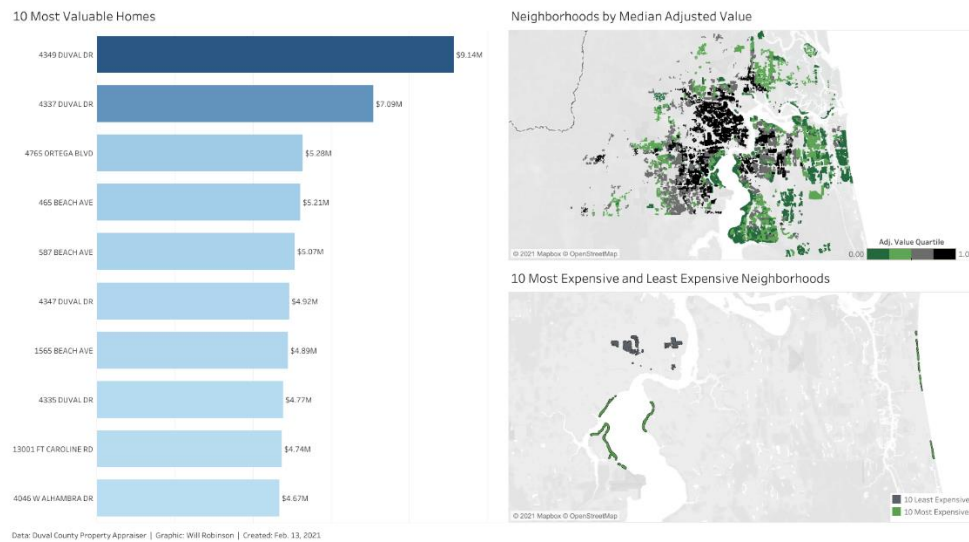 10 Most Valuable Homes
4349 DUVAL DR
$9.14M
4337 DUVAL DR
$7.09M
4765 ORTEGA BLVD
$5.28M
465 BEACH AVE
$5.21M
587 BEACH AVE
$5.07M
4347 DUVAL DR
$4.92M
1565 BEACH AVE
$4.89M
4335 DUVAL DR
$4.77M
13001 FT CAROLINE RD
$4.74M
4046 W ALHAMBRA DR
$4.67M
Neighborhoods by Median Adjusted Value
© 2021 Mapbox © OpenStreetMap
Adj. Value Quartile
0.00
1.0
10 Most Expensive and Least Expensive Neighborhoods
© 2021 Mapbox © OpenStreetMap
10 Least Expensive
10 Most Expensive
Data: Duval County Property Appraiser | Graphic: Will Robinson | Created: Feb. 13, 2021